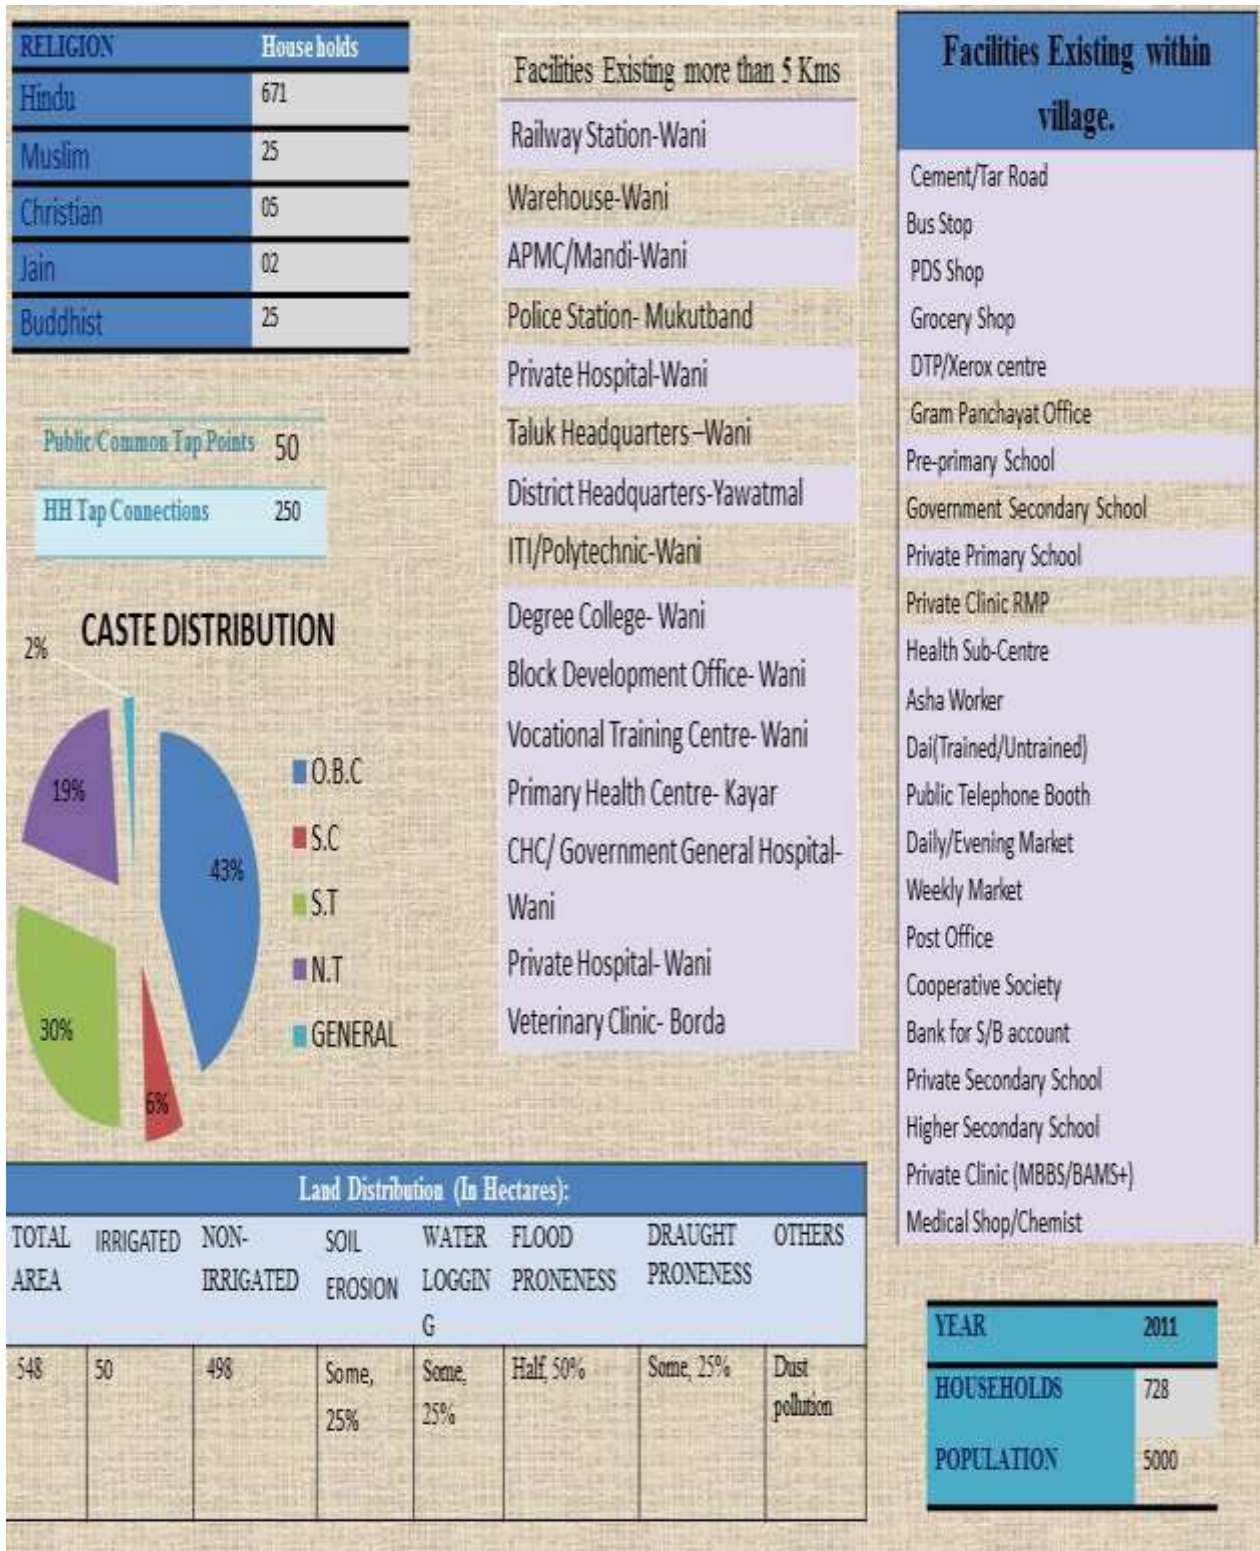 RELIGION House holds
Hindu 671
Muslim 25
Christian 05
Jain 02
Buddhist 25
Public/Common Tap Points 50
HH Tap Connections 250
CASTE DISTRIBUTION
2%
19%
43%
30%
6%
O.B.C
S.C
S.T
N.T
GENERAL
Facilities Existing more than 5 Kms
Railway Station-Wani
Warehouse-Wani
APMC/Mandi-Wani
Police Station- Mukutband
Private Hospital-Wani
Taluk Headquarters –Wani
District Headquarters-Yawatmal
ITI/Polytechnic-Wani
Degree College- Wani
Block Development Office- Wani
Vocational Training Centre- Wani
Primary Health Centre- Kayar
CHC/ Government General Hospital-
Wani
Private Hospital- Wani
Veterinary Clinic- Borda
Facilities Existing within
village.
Cement/Tar Road
Bus Stop
PDS Shop
Grocery Shop
DTP/Xerox centre
Gram Panchayat Office
Pre-primary School
Government Secondary School
Private Primary School
Private Clinic RMP
Health Sub-Centre
Asha Worker
Dai(Trained/Untrained)
Public Telephone Booth
Daily/Evening Market
Weekly Market
Post Office
Cooperative Society
Bank for S/B account
Private Secondary School
Higher Secondary School
Private Clinic (MBBS/BAMS+)
Medical Shop/Chemist
Land Distribution (In Hectares):
TOTAL
AREA
IRRIGATED
NON-
IRRIGATED
SOIL
EROSION
WATER
LOGGIN
G
FLOOD
PRONENESS
DRAUGHT
PRONENESS
OTHERS
548
50
498
Some,
25%
Some,
25%
Half, 50%
Some, 25%
Dust
pollution
YEAR 2011
HOUSEHOLDS 728
POPULATION 5000